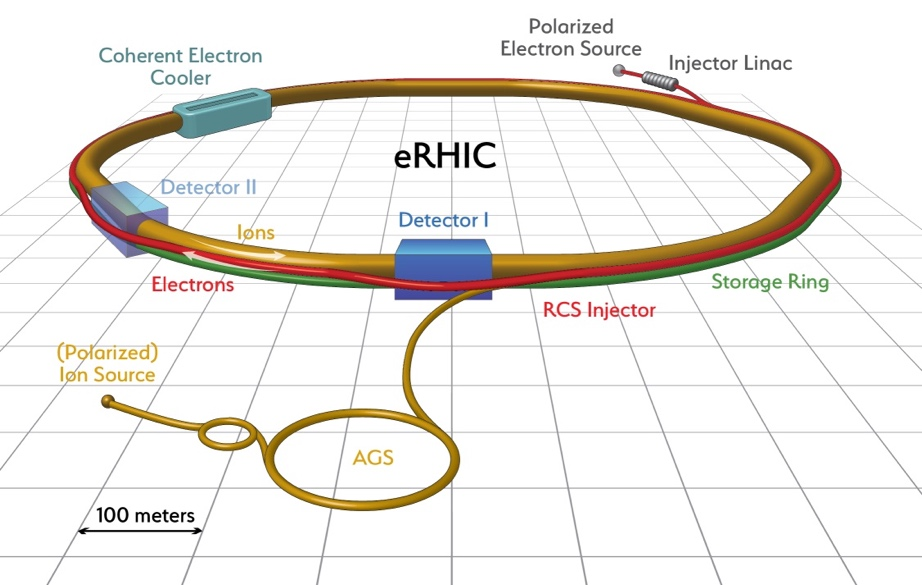 Polarized
Electron Source
Injector Linac
Coherent Electron
Cooler
eRHIC
Detector II
Detector I
Ions
Electrons
Storage Ring
RCS Injector
(Polarized)
Ion Source
AGS
100 meters